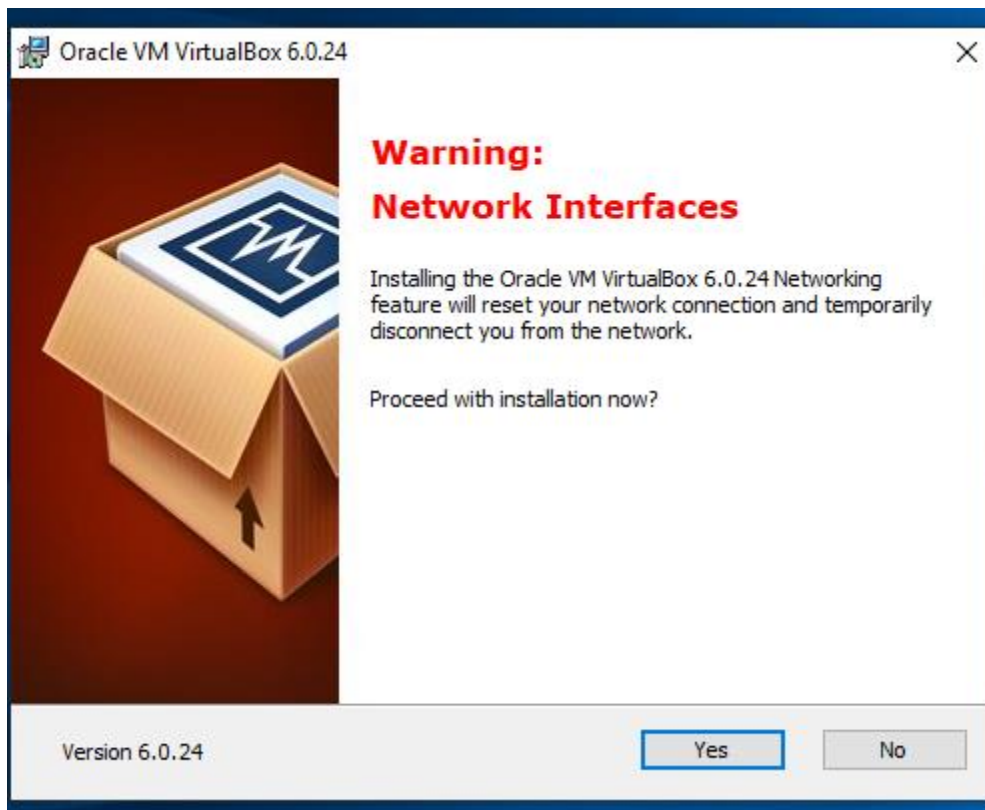 Oracle VM VirtualBox 6.0.24
Warning:
Network Interfaces
Installing the Oracle VM VirtualBox 6.0.24 Networking
feature will reset your network connection and temporarily
disconnect you from the network.
Proceed with installation now?
Version 6.0.24
Yes
No